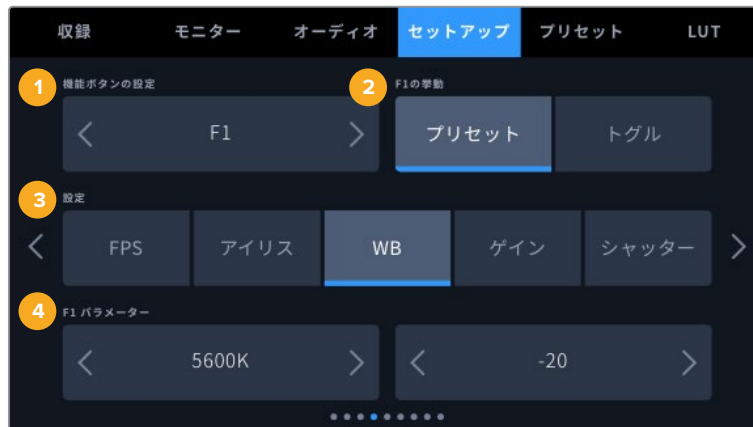 収録 モニター オーディオ セットアップ プリセット LUT
1 機能ボタンの設定 2 F1の挙動
F1 プリセット トグル
3 設定
FPS アイリス WB ゲイン シャッター
4 F1 パラメーター
5600K -20